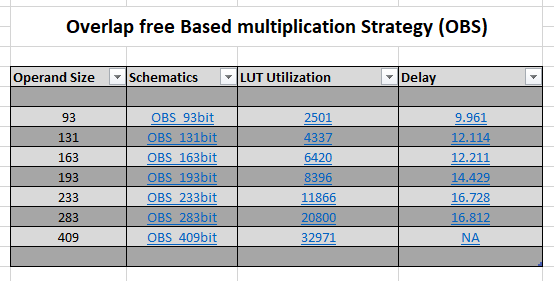 Overlap free Based multiplication Strategy (OBS)
Operand Size Schematics LUT Utilization Delay
93 OBS_93bit 2501 9.961
131 OBS_131bit 4337 12.114
163 OBS_163bit 6420 12.211
193 OBS_193bit 8396 14.429
233 OBS_233bit 11866 16.728
283 OBS_283bit 20800 16.812
409 OBS_409bit 32971 NA